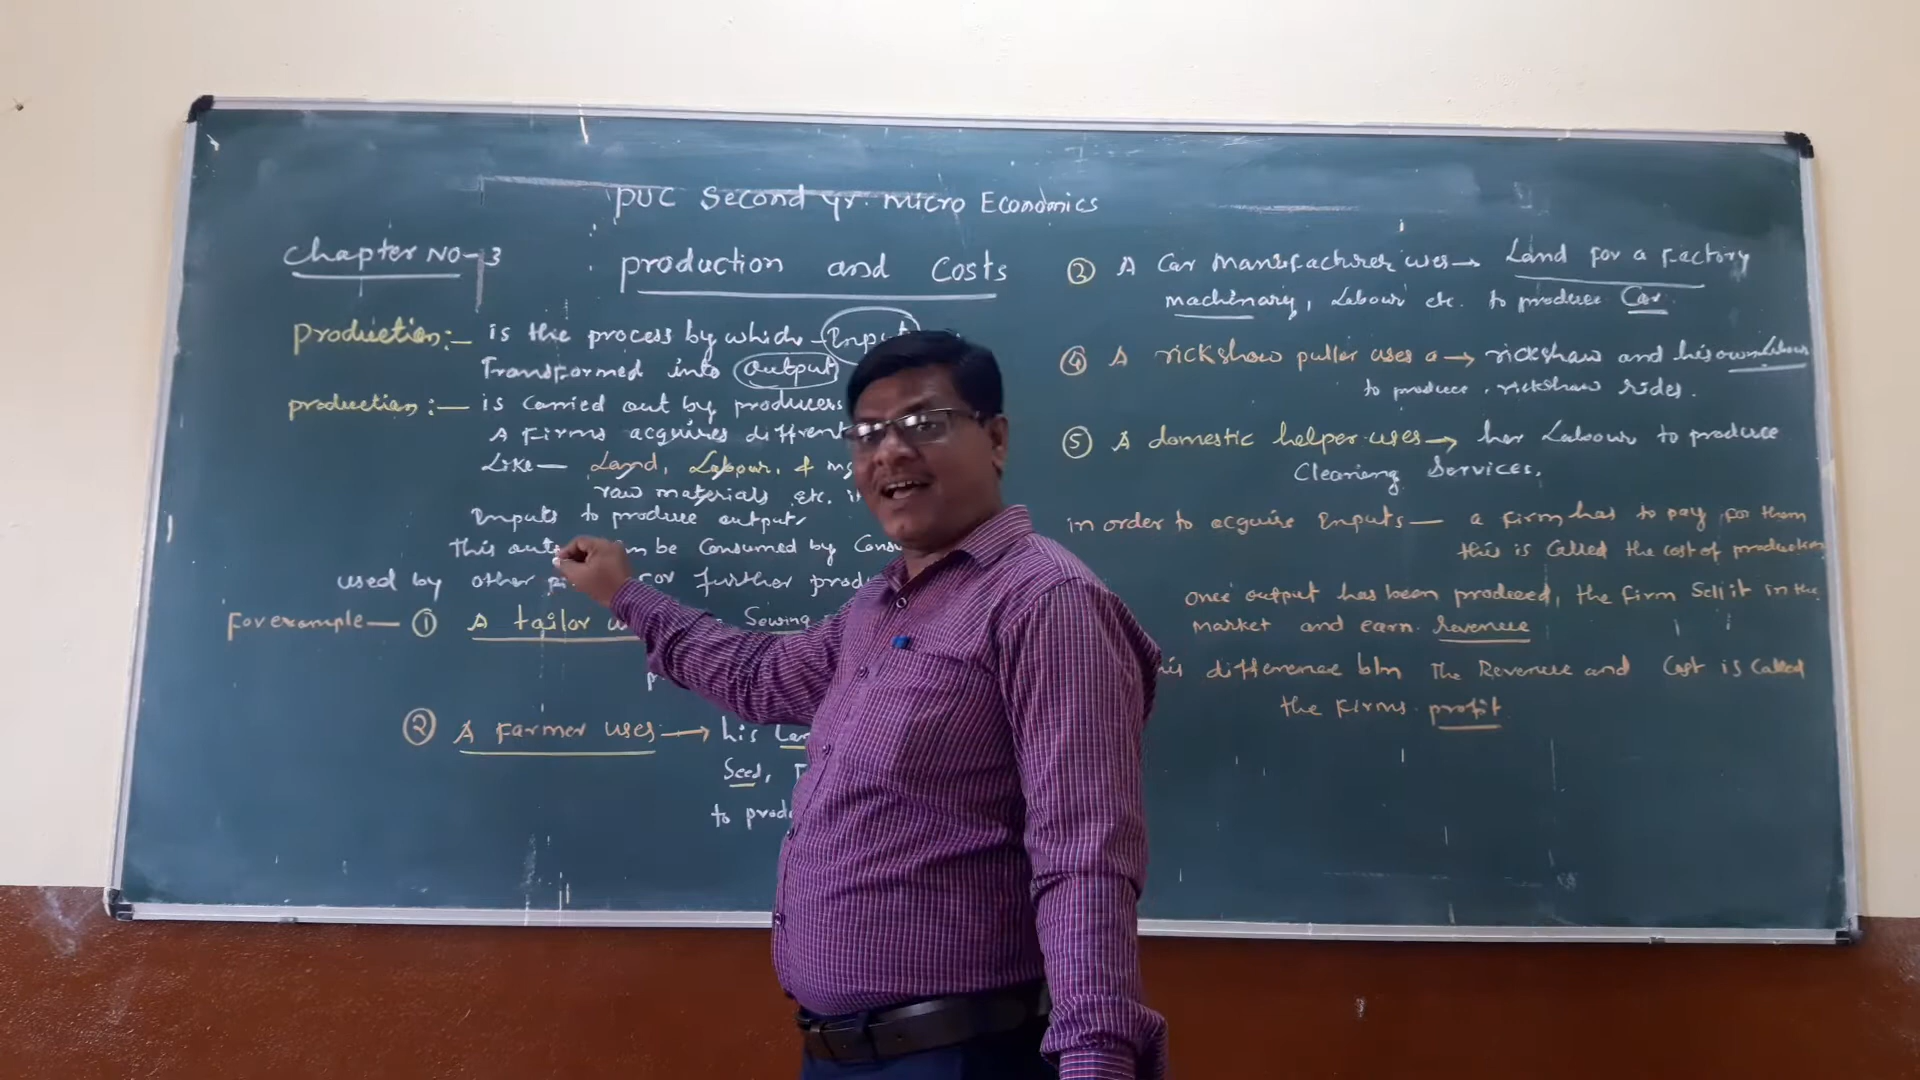 PUC Second yr. Micro Economics
Chapter NO-3
production and Costs
production:- is the process by which
Transformed into output
production:- is carried out by producers
A Firms acquires diffrent
Like- Land, Labour, &
raw materials etc.
Inputs to produce output,
This be Consumed by
used by other for further
For example- ① A tailor Sewing
② A Farmer uses→ his
Seed,
to
③ A Car Manufacturer uses→ Land for a Factory
machinary, Labour etc. to produce Car
④ A rickshaw puller uses a→ rickshaw and his own Labour
to produce rickshaw rides.
⑤ A domestic helper uses→ her Labour to produce
Cleaning Services.
in order to acquire Inputs- a firm has to pay for them
this is Called the cost of production
Once output has been produced, the firm Sell it in the
market and earn Revenue
difference btn The Revenue and Cost is Called
the Firms profit